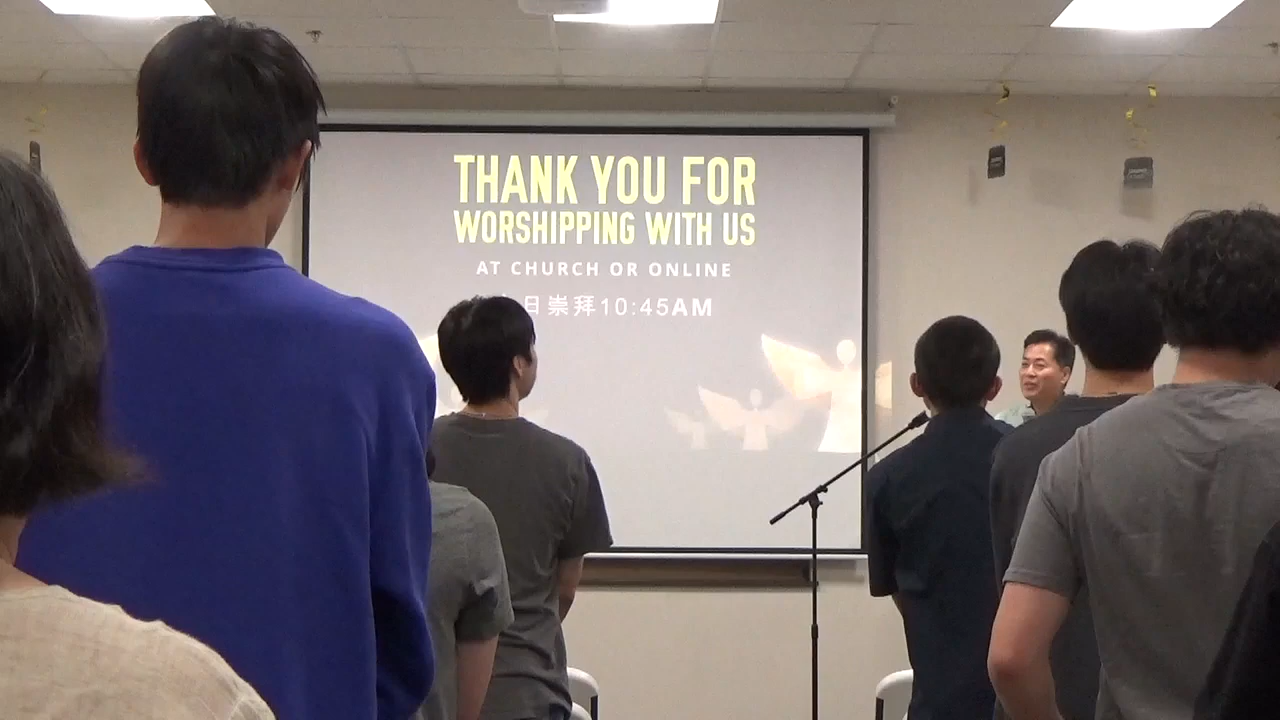 THANK YOU FOR
WORSHIPPING WITH US
AT CHURCH OR ONLINE
日崇拜10:45AM